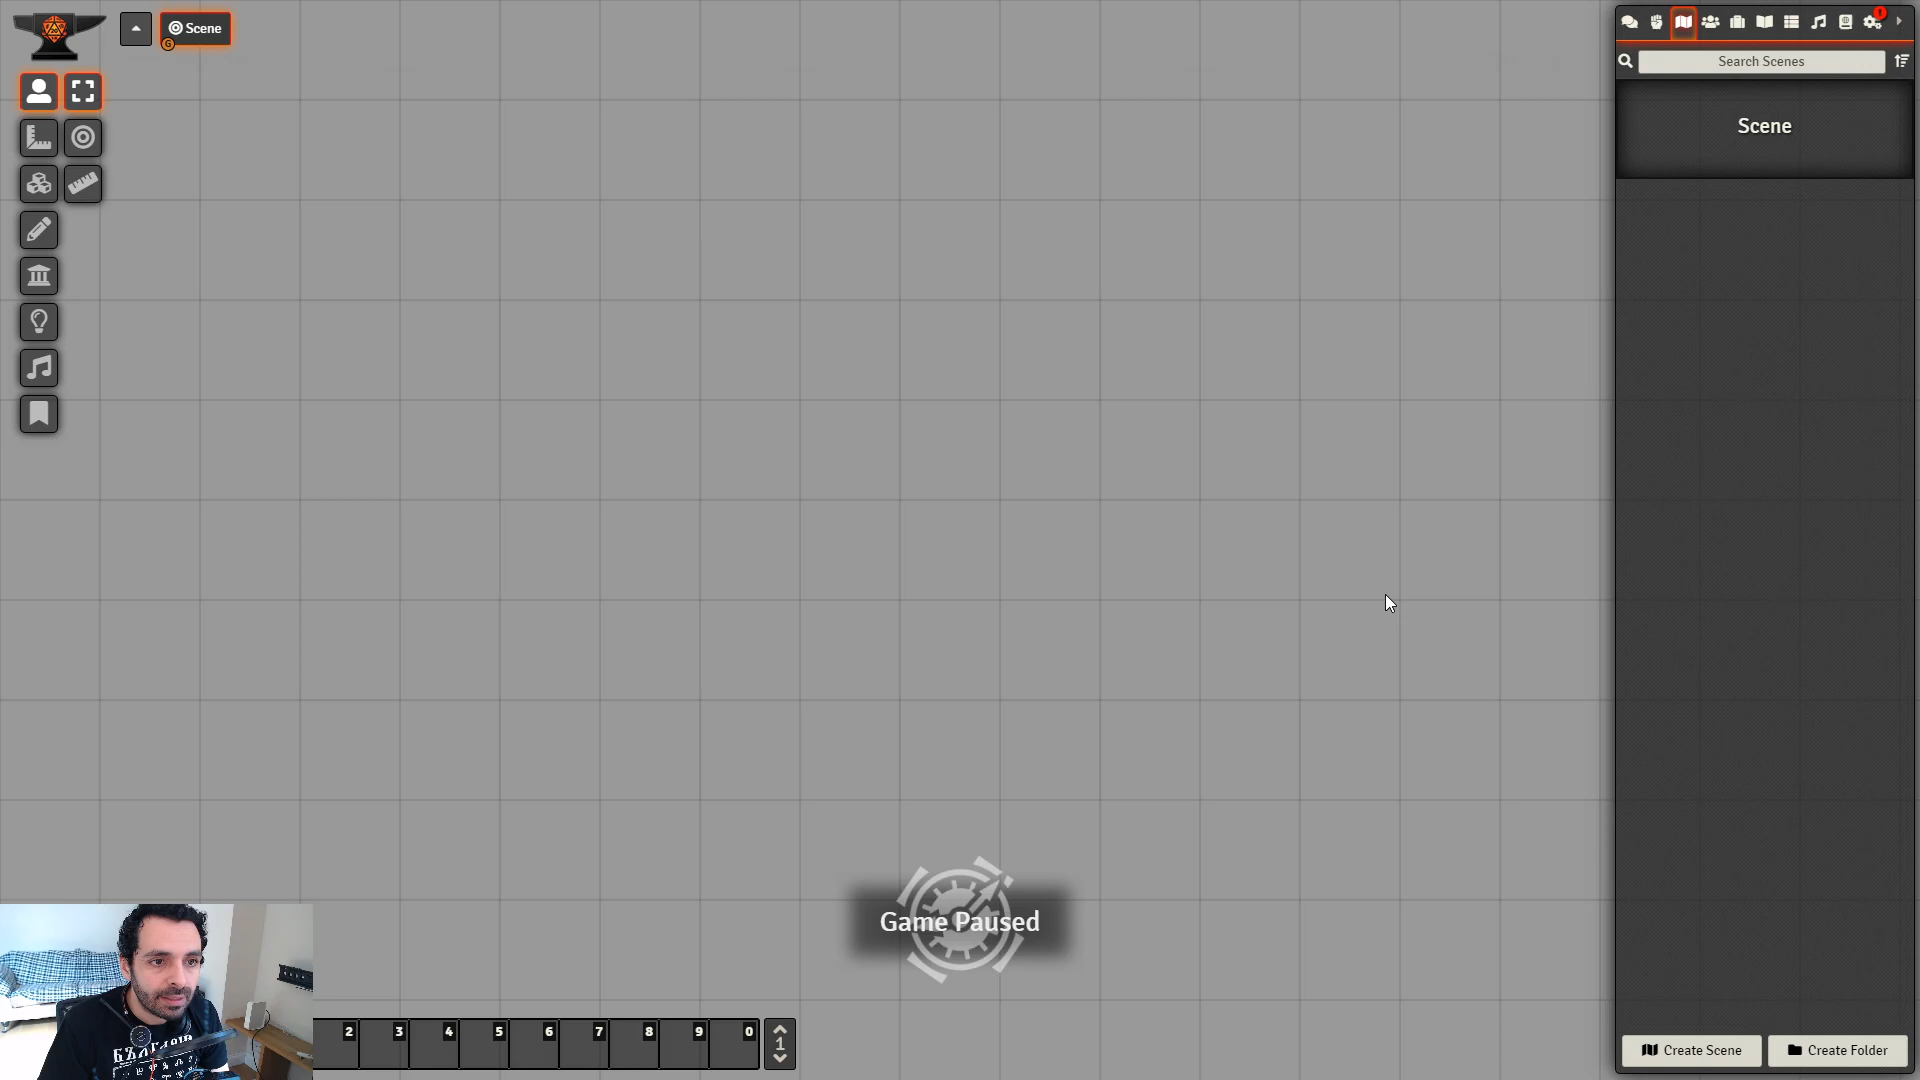 Scene
G
Search Scenes
Scene
Game Paused
2 3 4 5 6 7 8 9 0
1
Create Scene
Create Folder